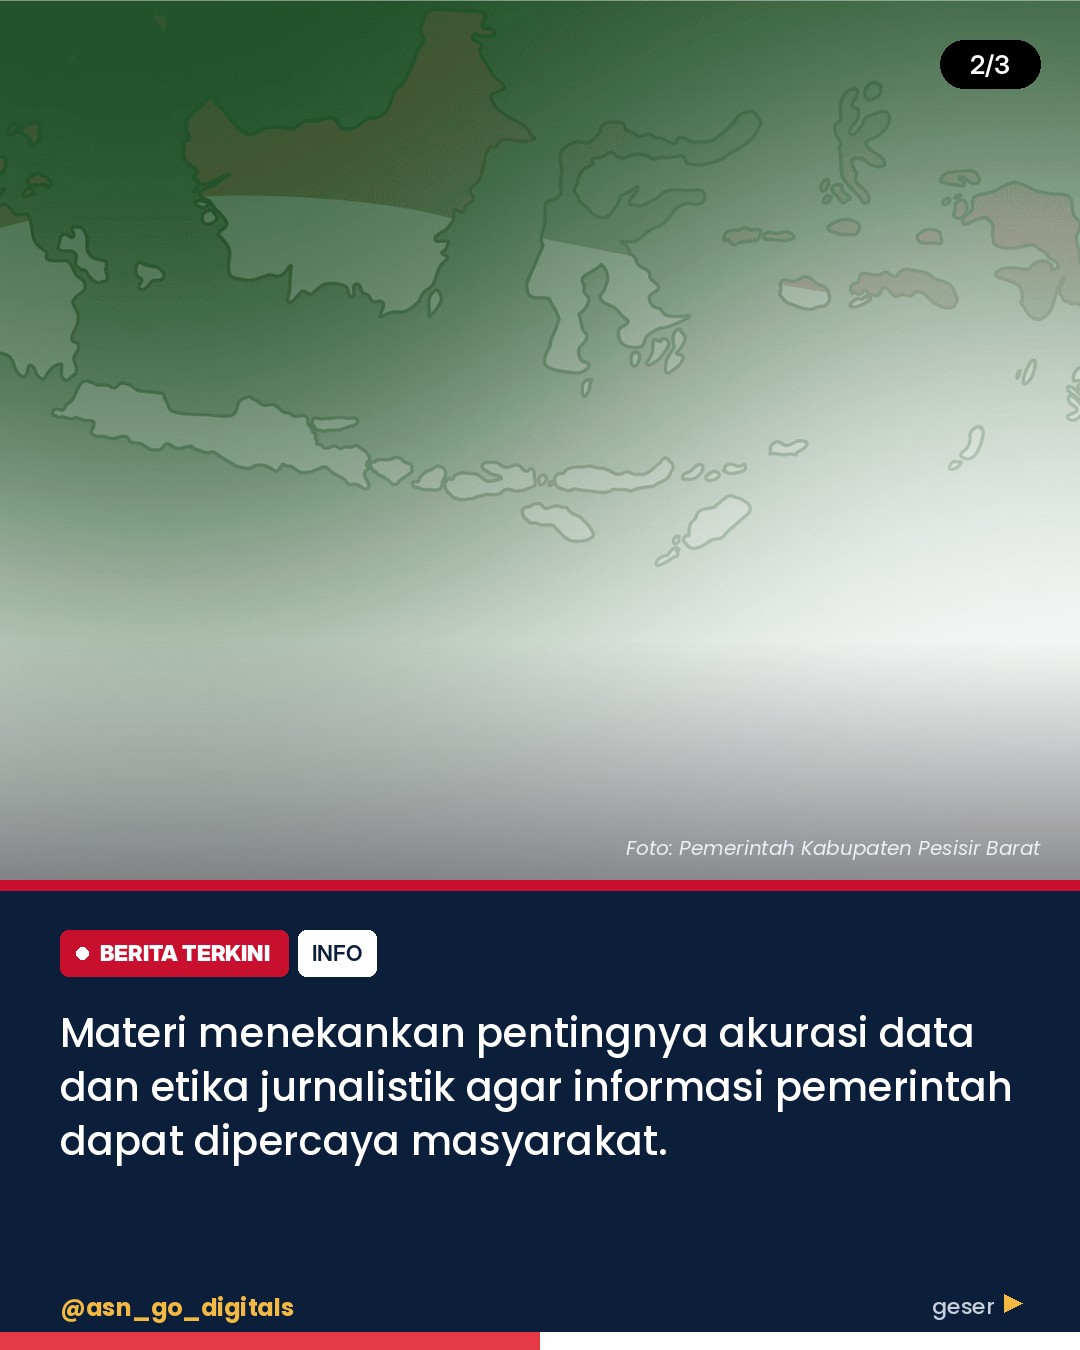 2/3
Foto: Pemerintah Kabupaten Pesisir Barat
BERITA TERKINI
INFO
Materi menekankan pentingnya akurasi data
dan etika jurnalistik agar informasi pemerintah
dapat dipercaya masyarakat.
@asn_go_digitals
geser